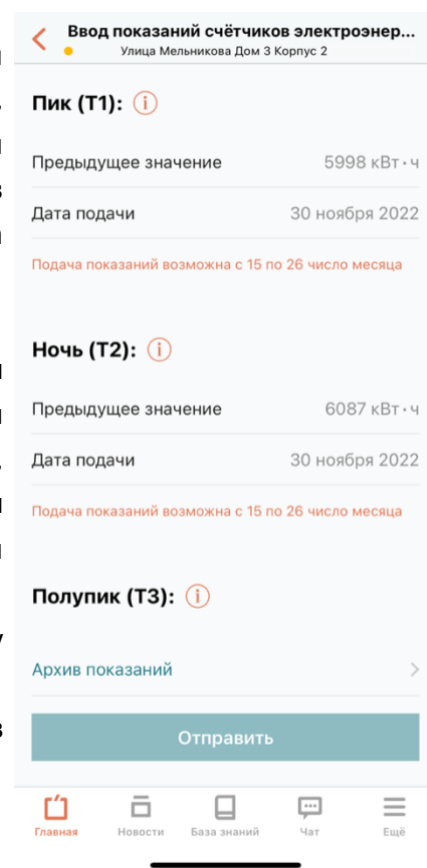 Ввод показаний счётчиков электроэнер...
Улица Мельникова Дом 3 Корпус 2
Пик (Т1):
Предыдущее значение 5998 кВт·ч
Дата подачи 30 ноября 2022
Подача показаний возможна с 15 по 26 число месяца
Ночь (Т2):
Предыдущее значение 6087 кВт·ч
Дата подачи 30 ноября 2022
Подача показаний возможна с 15 по 26 число месяца
Полупик (Т3):
Архив показаний
Отправить
Главная Новости База знаний Чат Ещё